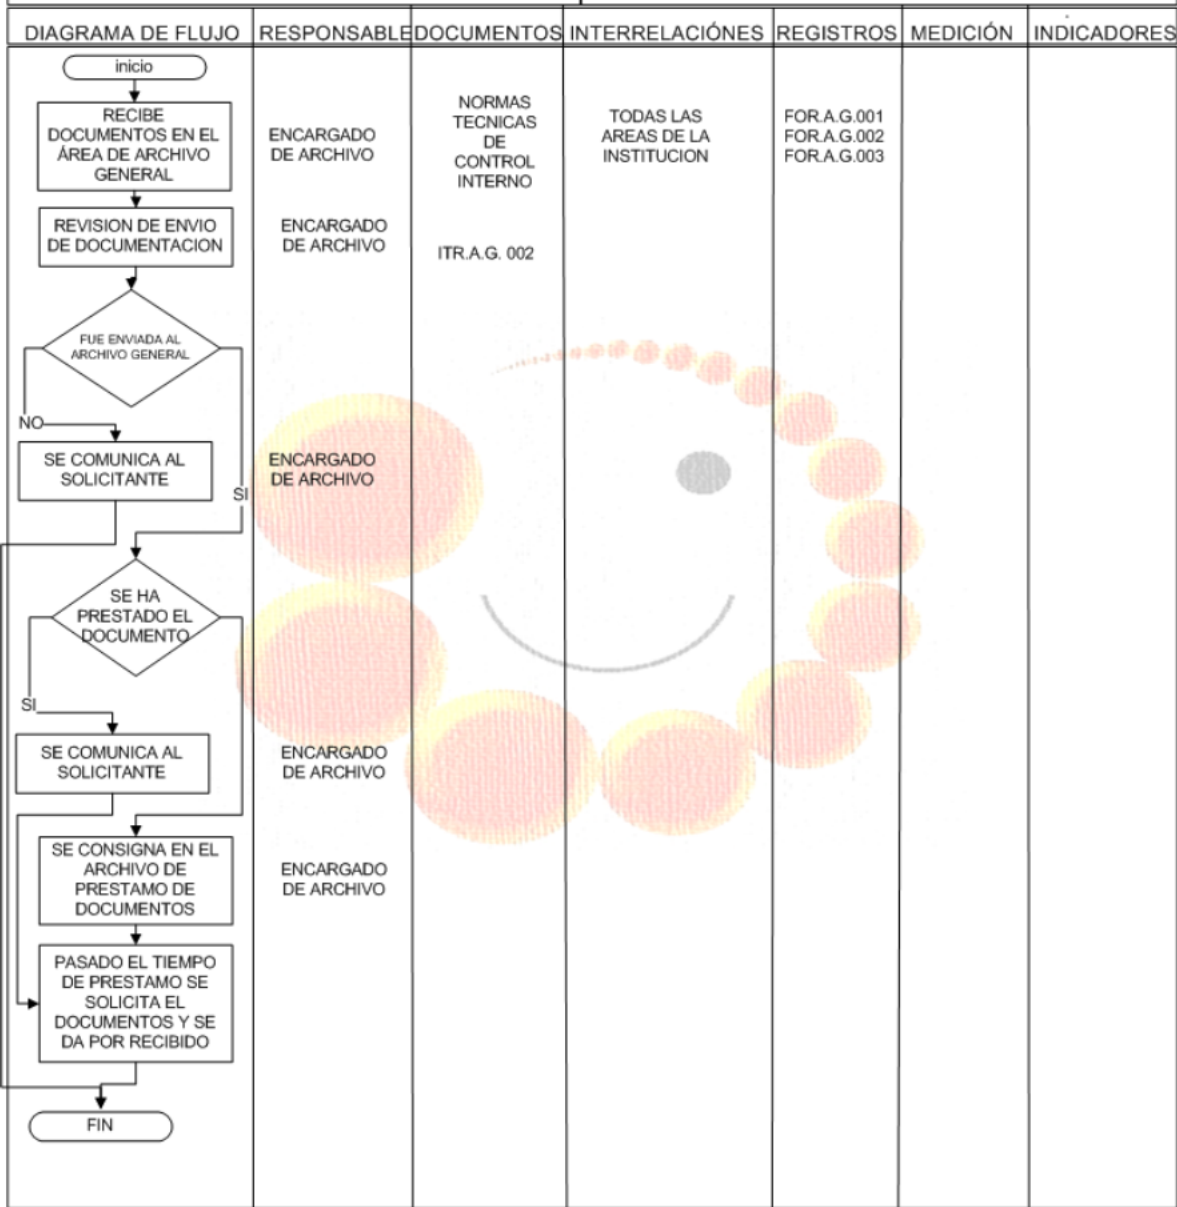 DIAGRAMA DE FLUJO RESPONSABLE DOCUMENTOS INTERRELACIÓNES REGISTROS MEDICIÓN INDICADORES
inicio
RECIBE
DOCUMENTOS EN EL
ÁREA DE ARCHIVO
GENERAL
ENCARGADO
DE ARCHIVO
NORMAS
TECNICAS
DE
CONTROL
INTERNO
TODAS LAS
AREAS DE LA
INSTITUCION
FOR.A.G.001
FOR.A.G.002
FOR.A.G.003
REVISION DE ENVIO
DE DOCUMENTACION
ENCARGADO
DE ARCHIVO
ITR.A.G. 002
FUE ENVIADA AL
ARCHIVO GENERAL
NO
SE COMUNICA AL
SOLICITANTE
ENCARGADO
DE ARCHIVO
SI
SE HA
PRESTADO EL
DOCUMENTO
SI
SE COMUNICA AL
SOLICITANTE
ENCARGADO
DE ARCHIVO
SE CONSIGNA EN EL
ARCHIVO DE
PRESTAMO DE
DOCUMENTOS
ENCARGADO
DE ARCHIVO
PASADO EL TIEMPO
DE PRESTAMO SE
SOLICITA EL
DOCUMENTOS Y SE
DA POR RECIBIDO
FIN